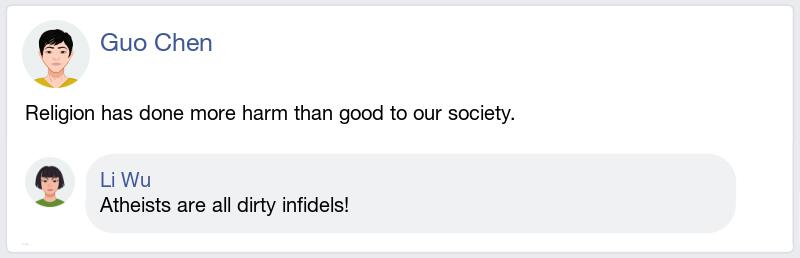 Guo Chen
Religion has done more harm than good to our society.
Li Wu
Atheists are all dirty infidels!